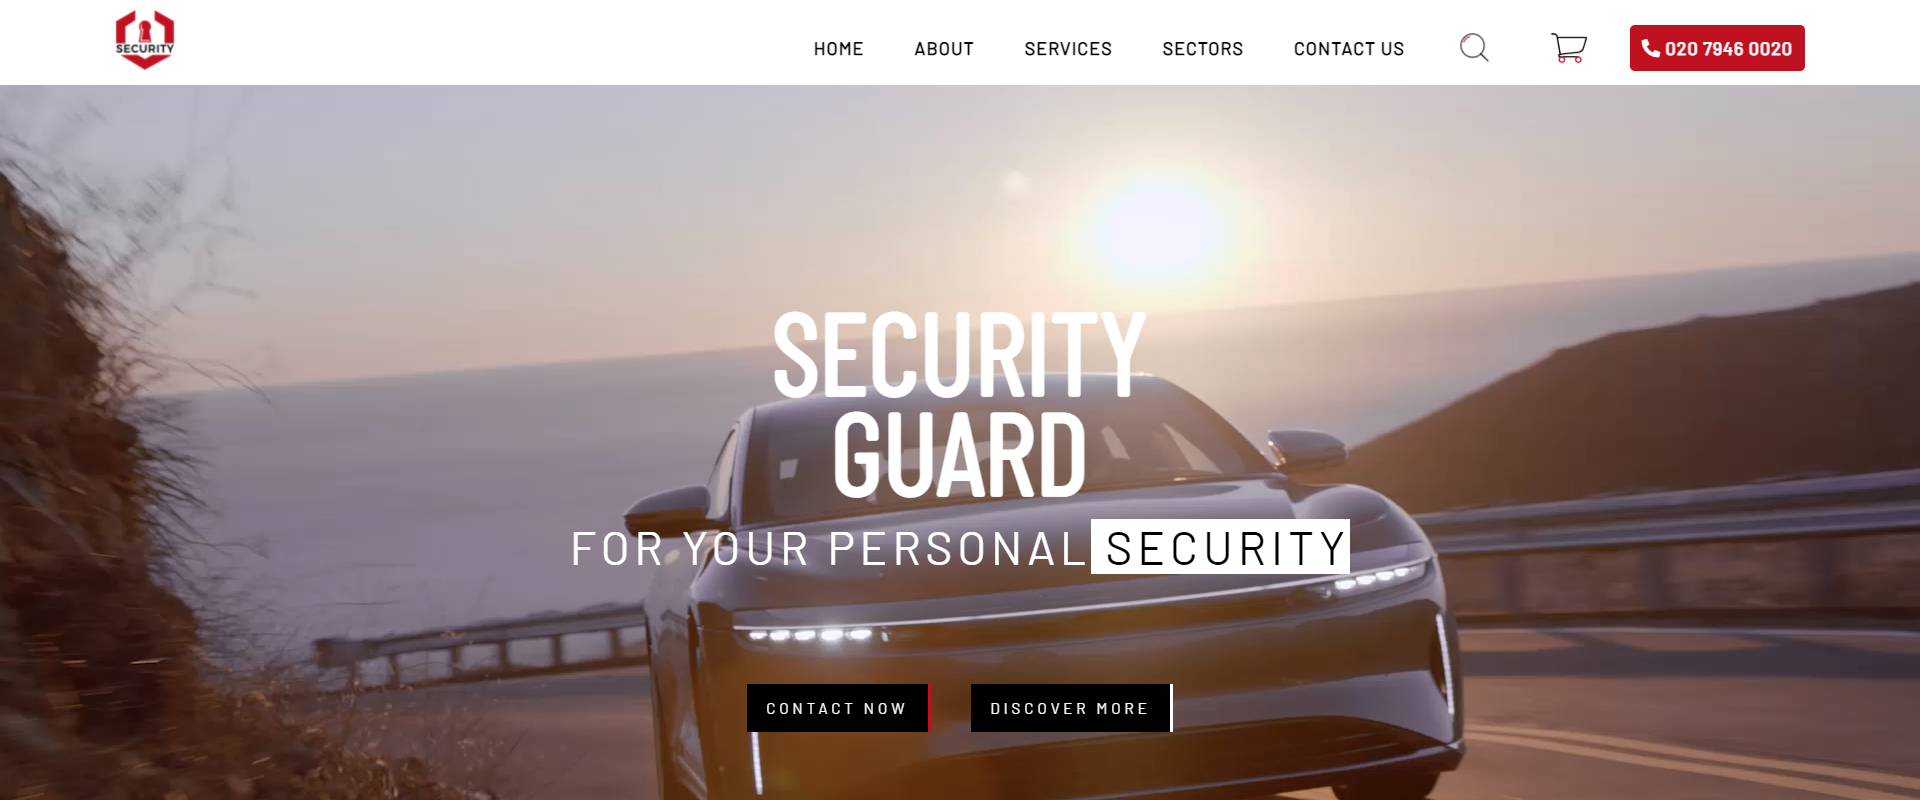 SECURITY
HOME ABOUT SERVICES SECTORS CONTACT US 020 7946 0020
SECURITY
GUARD
FOR YOUR PERSONAL SECURITY
CONTACT NOW DISCOVER MORE